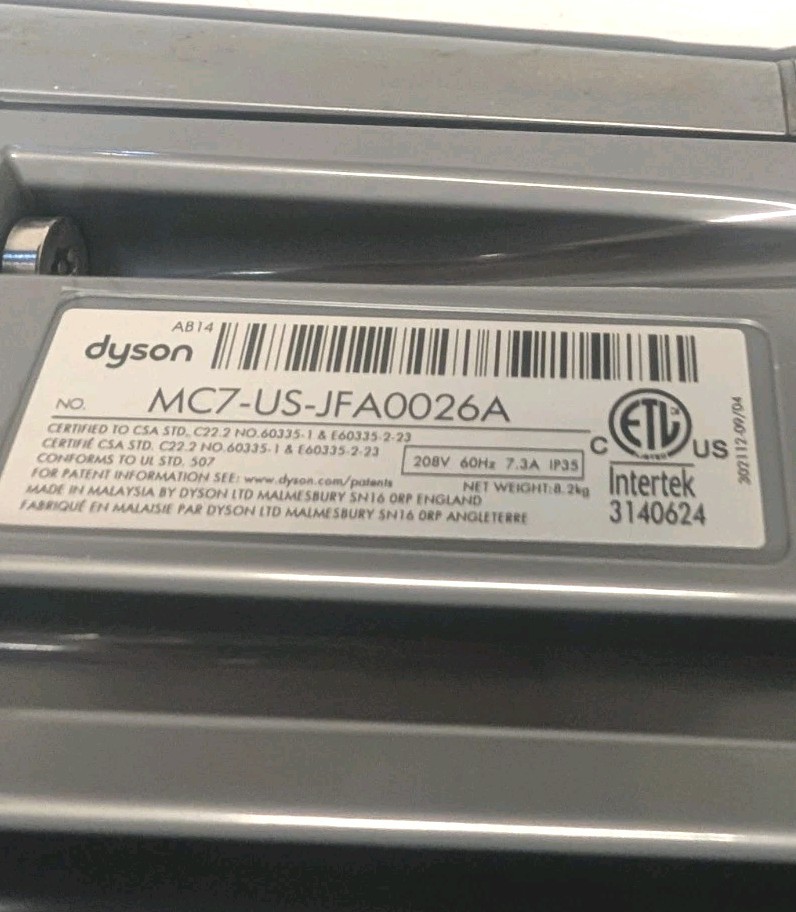 AB14
dyson
NO. MC7-US-JFA0026A
CERTIFIED TO CSA STD. C22.2 NO.60335-1 & E60335-2-23
CERTIFIÉ CSA STD. C22.2 NO.60335-1 & E60335-2-23
CONFORMS TO UL STD. 507
208V 60Hz 7.3A IP35
FOR PATENT INFORMATION SEE: www.dyson.com/patents
NET WEIGHT: 8.2kg
MADE IN MALAYSIA BY DYSON LTD MALMESBURY SN16 0RP ENGLAND
FABRIQUÉ EN MALAISIE PAR DYSON LTD MALMESBURY SN16 0RP ANGLETERRE
C ETL US
Intertek
3140624
302112-09/04